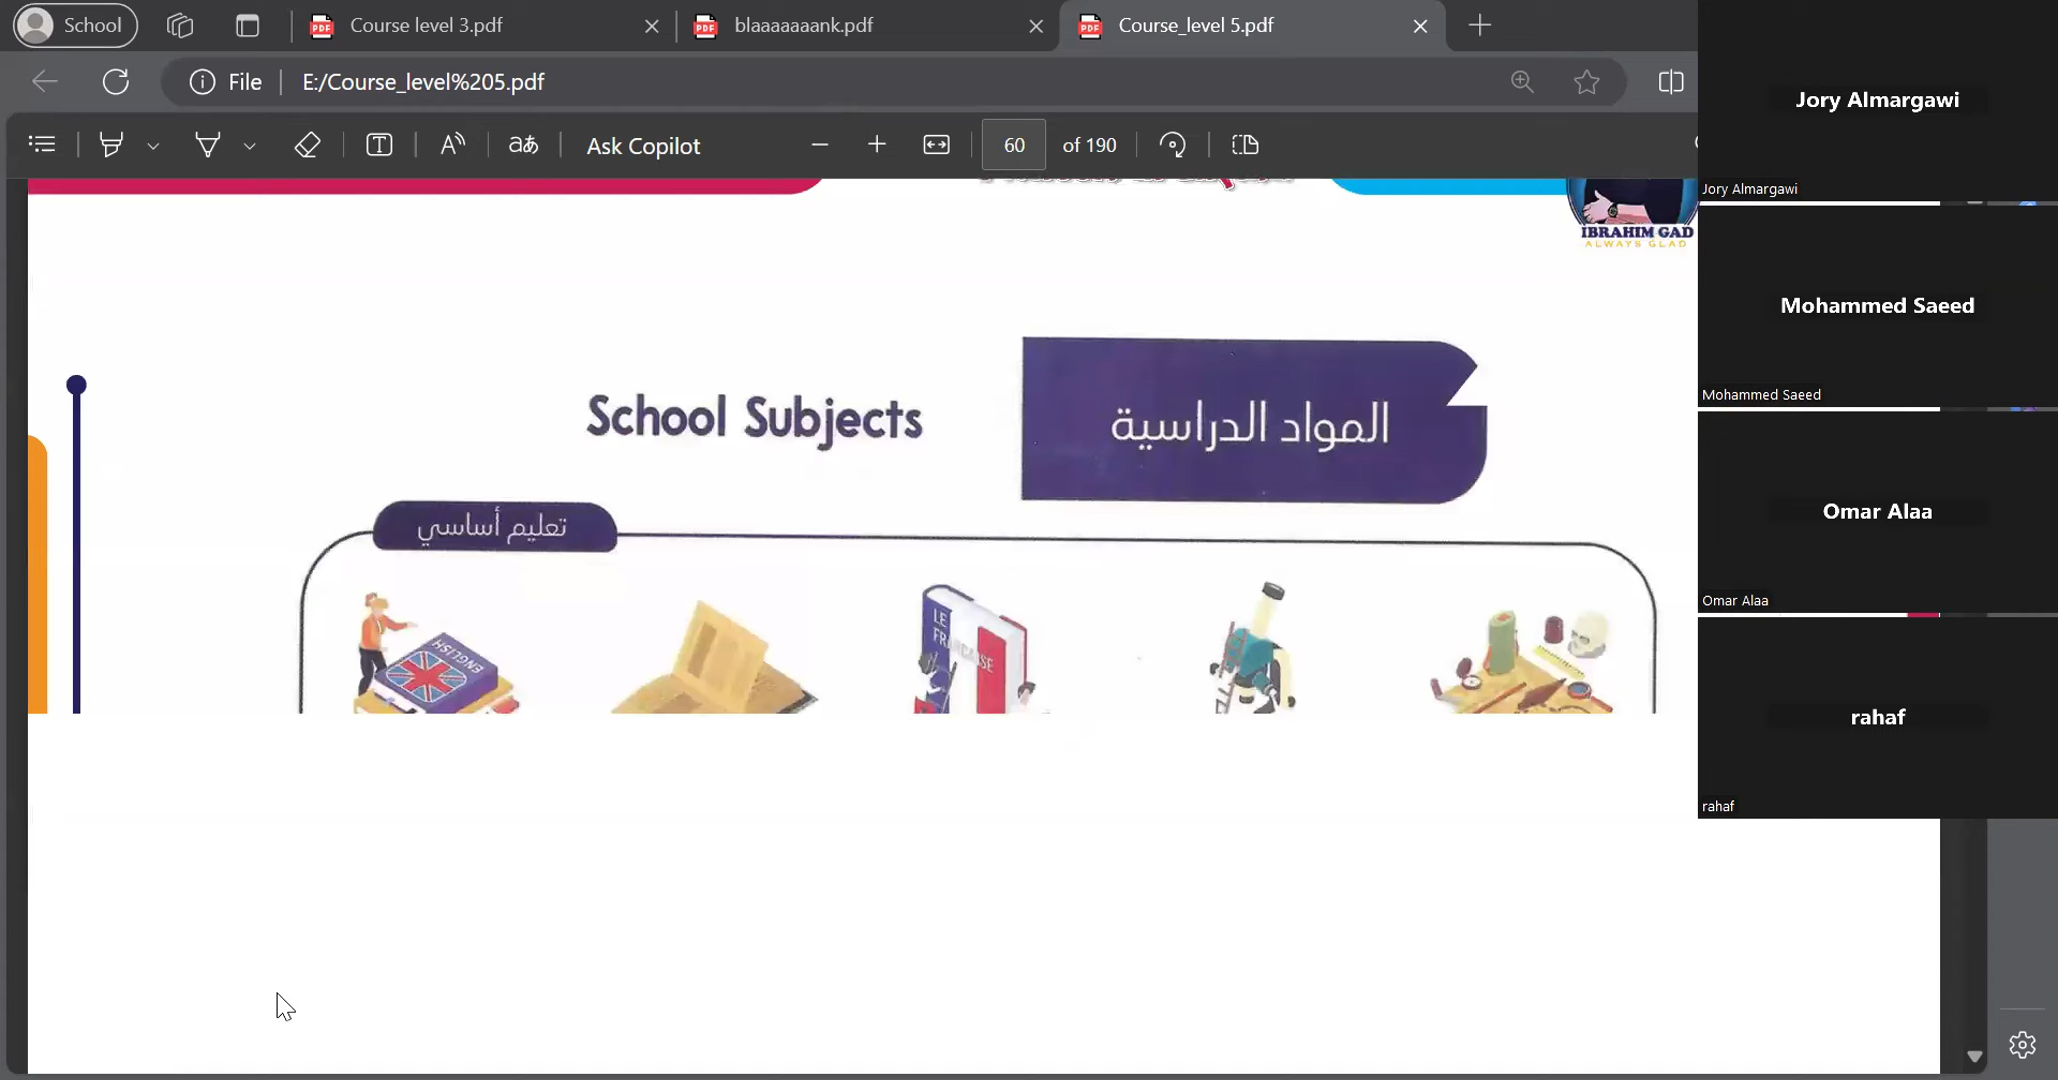 School
Course level 3.pdf
blaaaaaaank.pdf
Course_level 5.pdf
File
E:/Course_level%205.pdf
Ask Copilot
60 of 190
IBRAHIM GAD
ALWAYS GLAD
School Subjects
المواد الدراسية
تعليم أساسي
ENGLISH
LE
Jory Almargawi
Jory Almargawi
Mohammed Saeed
Mohammed Saeed
Omar Alaa
Omar Alaa
rahaf
rahaf